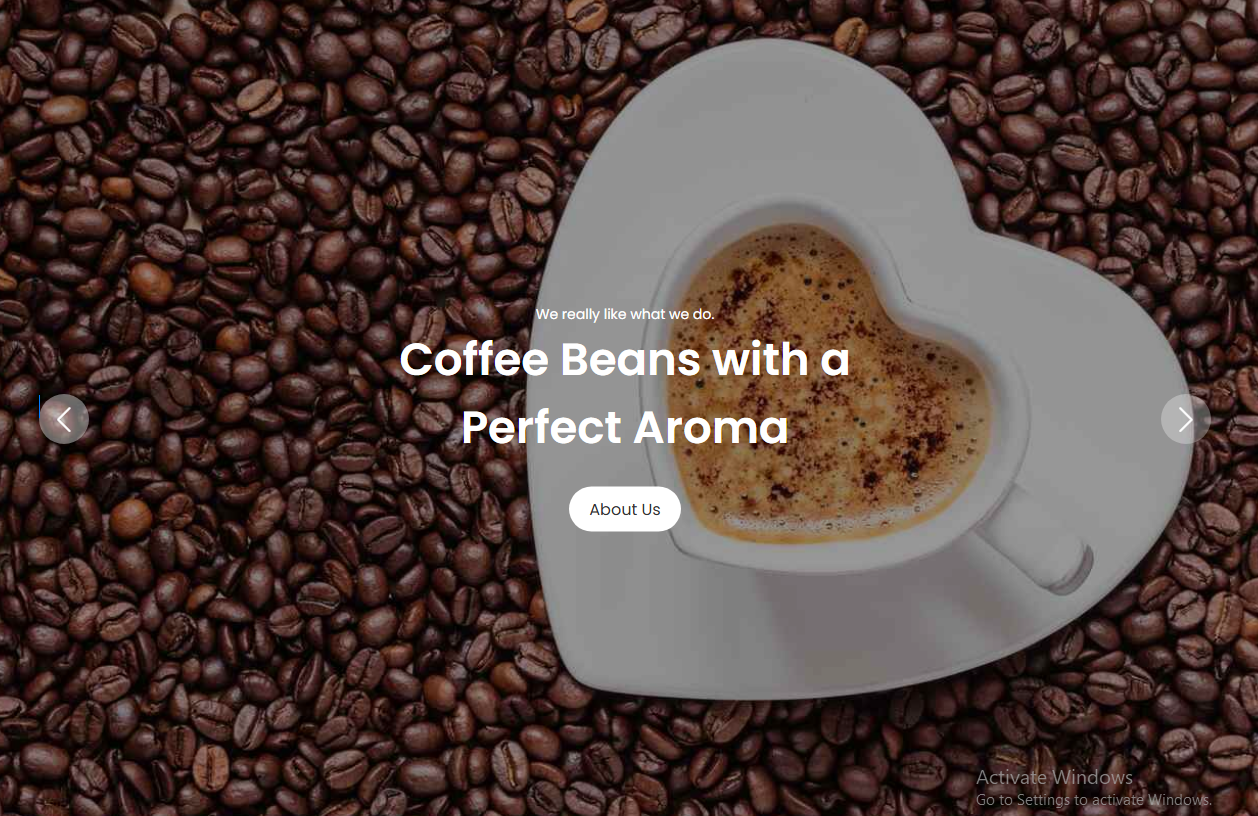 We really like what we do.
Coffee Beans with a
Perfect Aroma
About Us
Activate Windows
Go to Settings to activate Windows.